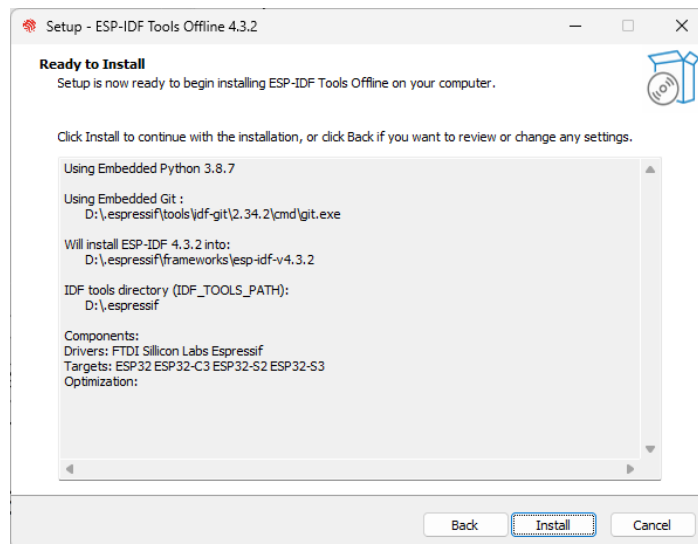 Setup - ESP-IDF Tools Offline 4.3.2
Ready to Install
Setup is now ready to begin installing ESP-IDF Tools Offline on your computer.
Click Install to continue with the installation, or click Back if you want to review or change any settings.
Using Embedded Python 3.8.7
Using Embedded Git :
D:\.espressif\tools\idf-git\2.34.2\cmd\git.exe
Will install ESP-IDF 4.3.2 into:
D:\.espressif\frameworks\esp-idf-v4.3.2
IDF tools directory (IDF_TOOLS_PATH):
D:\.espressif
Components:
Drivers: FTDI Sillicon Labs Espressif
Targets: ESP32 ESP32-C3 ESP32-S2 ESP32-S3
Optimization:
Back Install Cancel